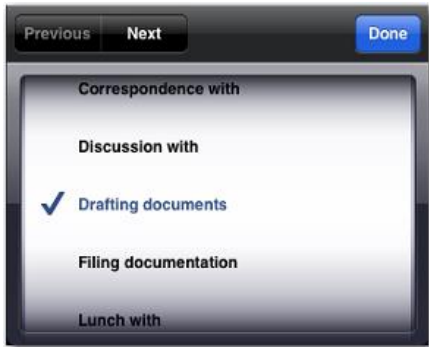 Previous Next Done
Correspondence with
Discussion with
Drafting documents
Filing documentation
Lunch with